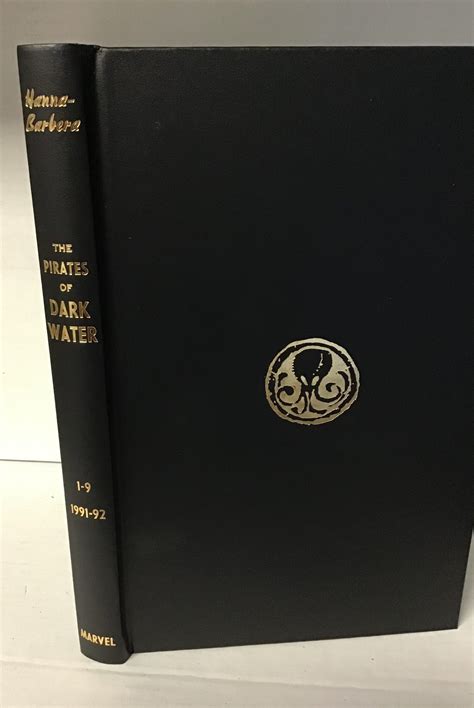 Hanna-
Barbera
THE
PIRATES
OF
DARK
WATER
1-9
1991-92
MARVEL